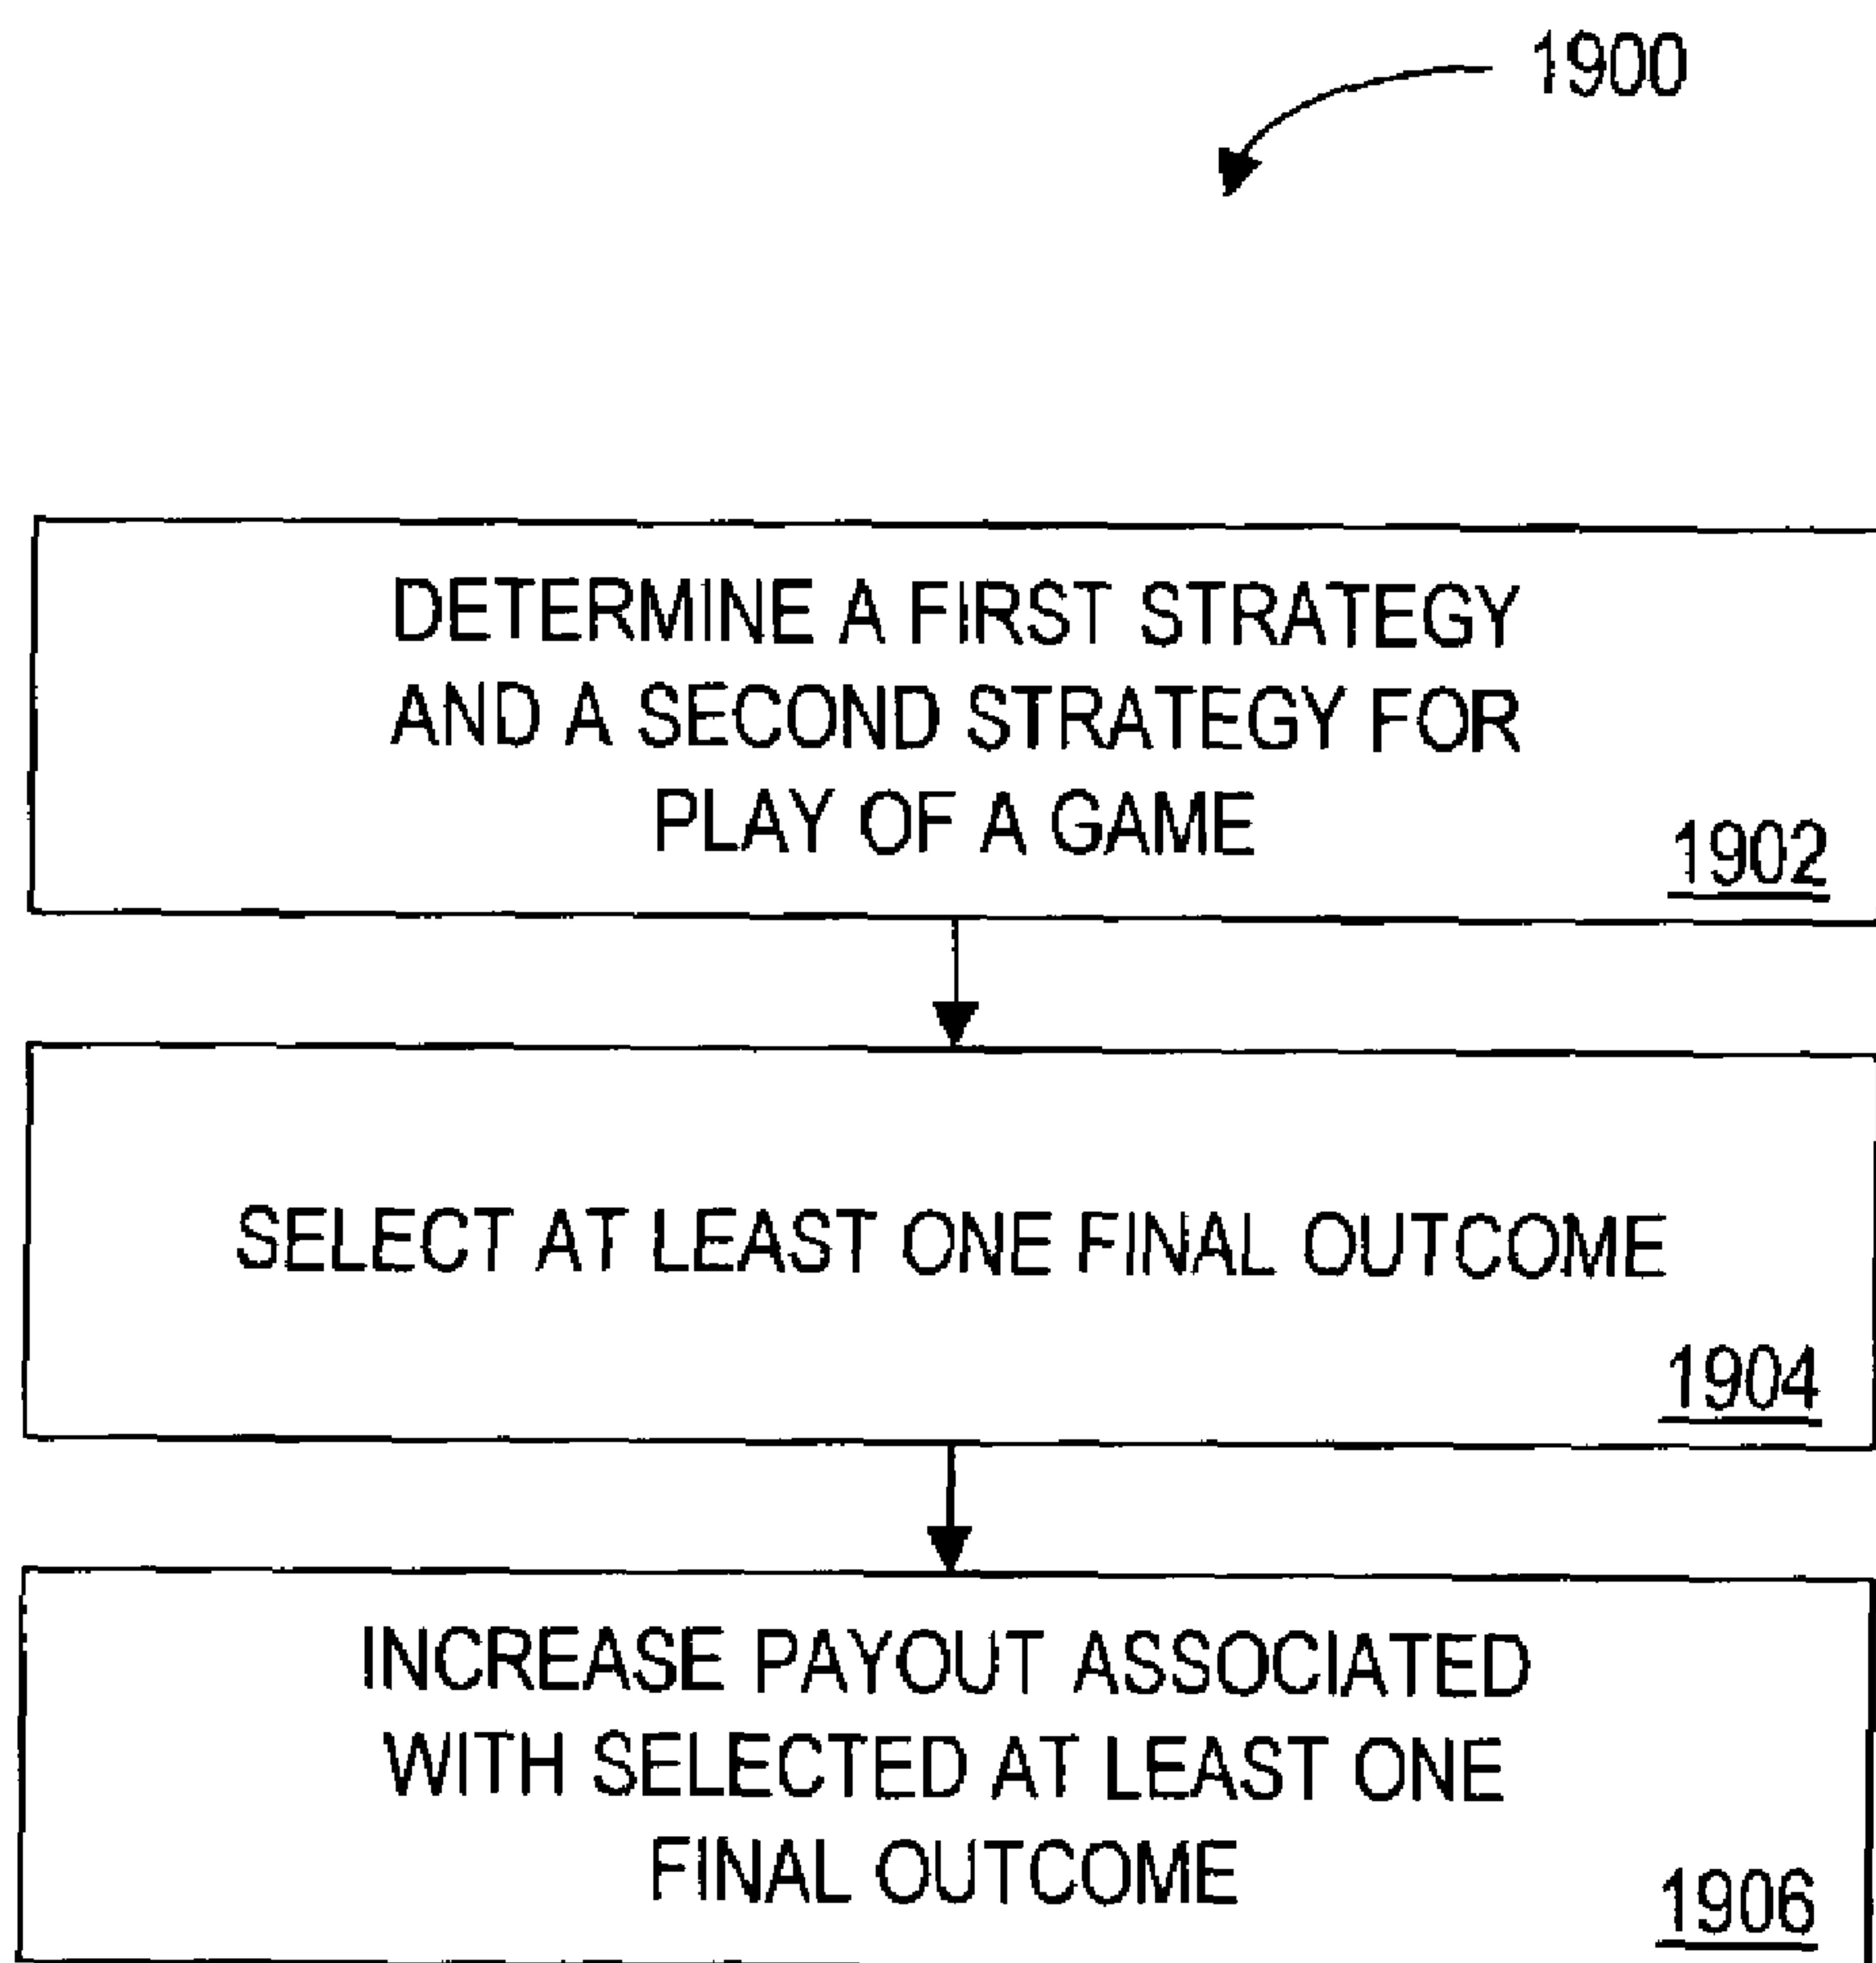 1900
DETERMINE A FIRST STRATEGY
AND A SECOND STRATEGY FOR
PLAY OF A GAME
1902
SELECT AT LEAST ONE FINAL OUTCOME
1904
INCREASE PAYOUT ASSOCIATED
WITH SELECTED AT LEAST ONE
FINAL OUTCOME
1906